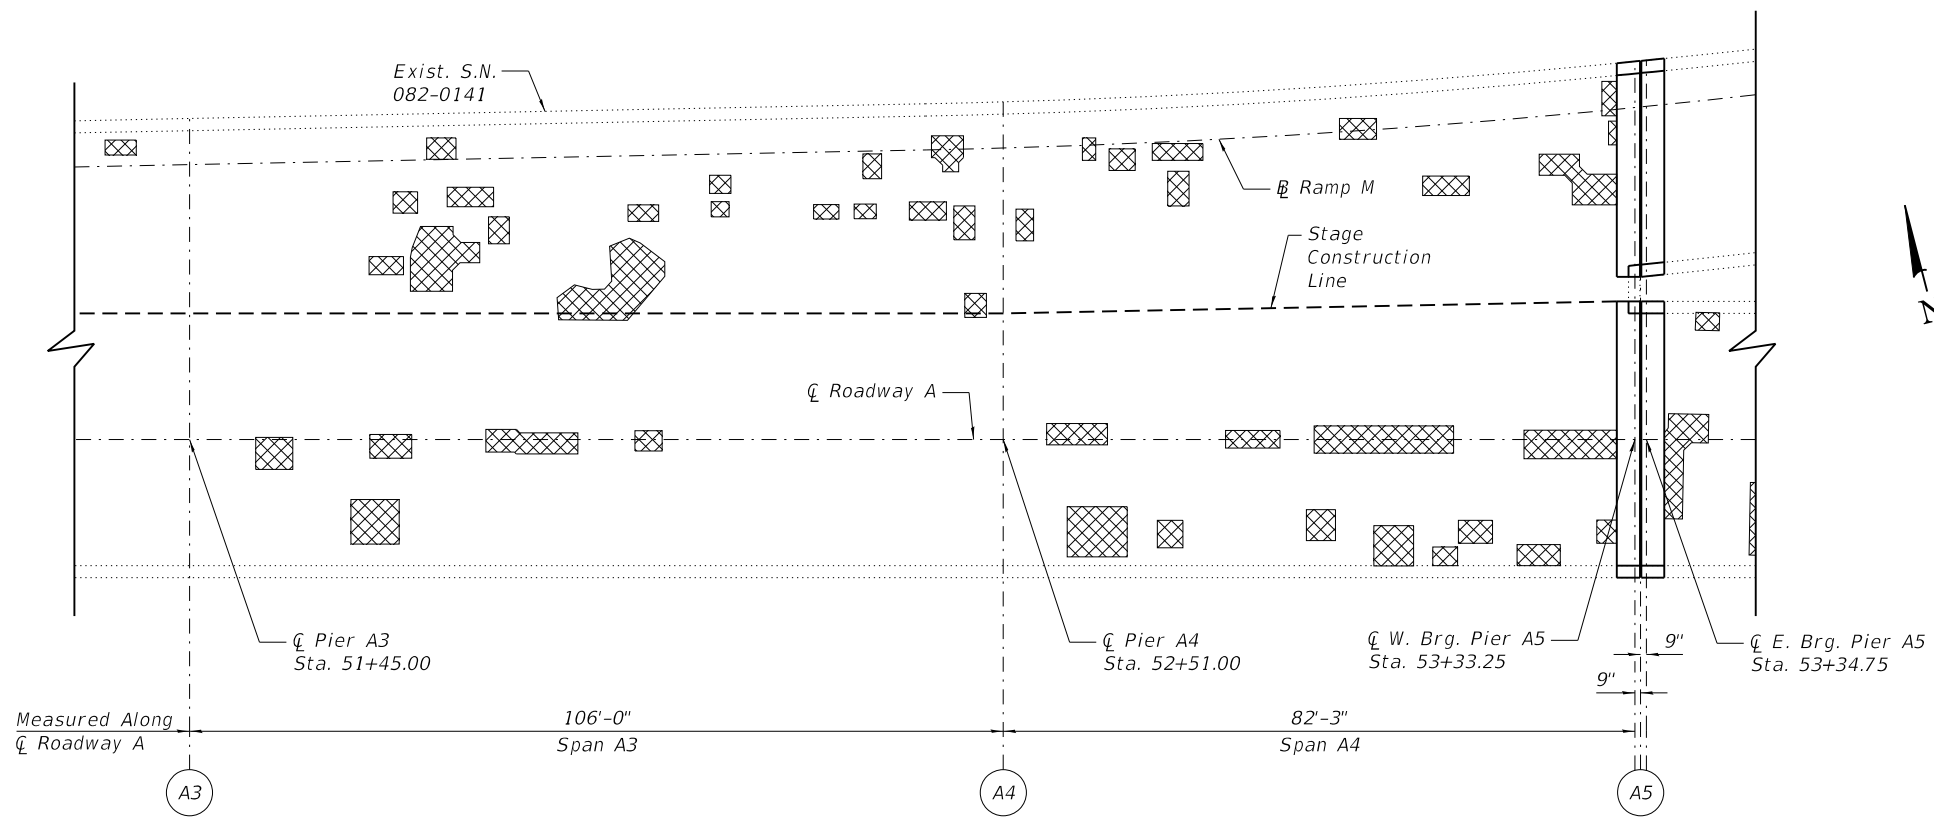 Exist. S.N.
082-0141
℄ Ramp M
Stage
Construction
Line
℄ Roadway A
℄ Pier A3
Sta. 51+45.00
℄ Pier A4
Sta. 52+51.00
℄ W. Brg. Pier A5
Sta. 53+33.25
9"
℄ E. Brg. Pier A5
Sta. 53+34.75
9"
Measured Along
℄ Roadway A
106'-0"
Span A3
82'-3"
Span A4
A3
A4
A5
N